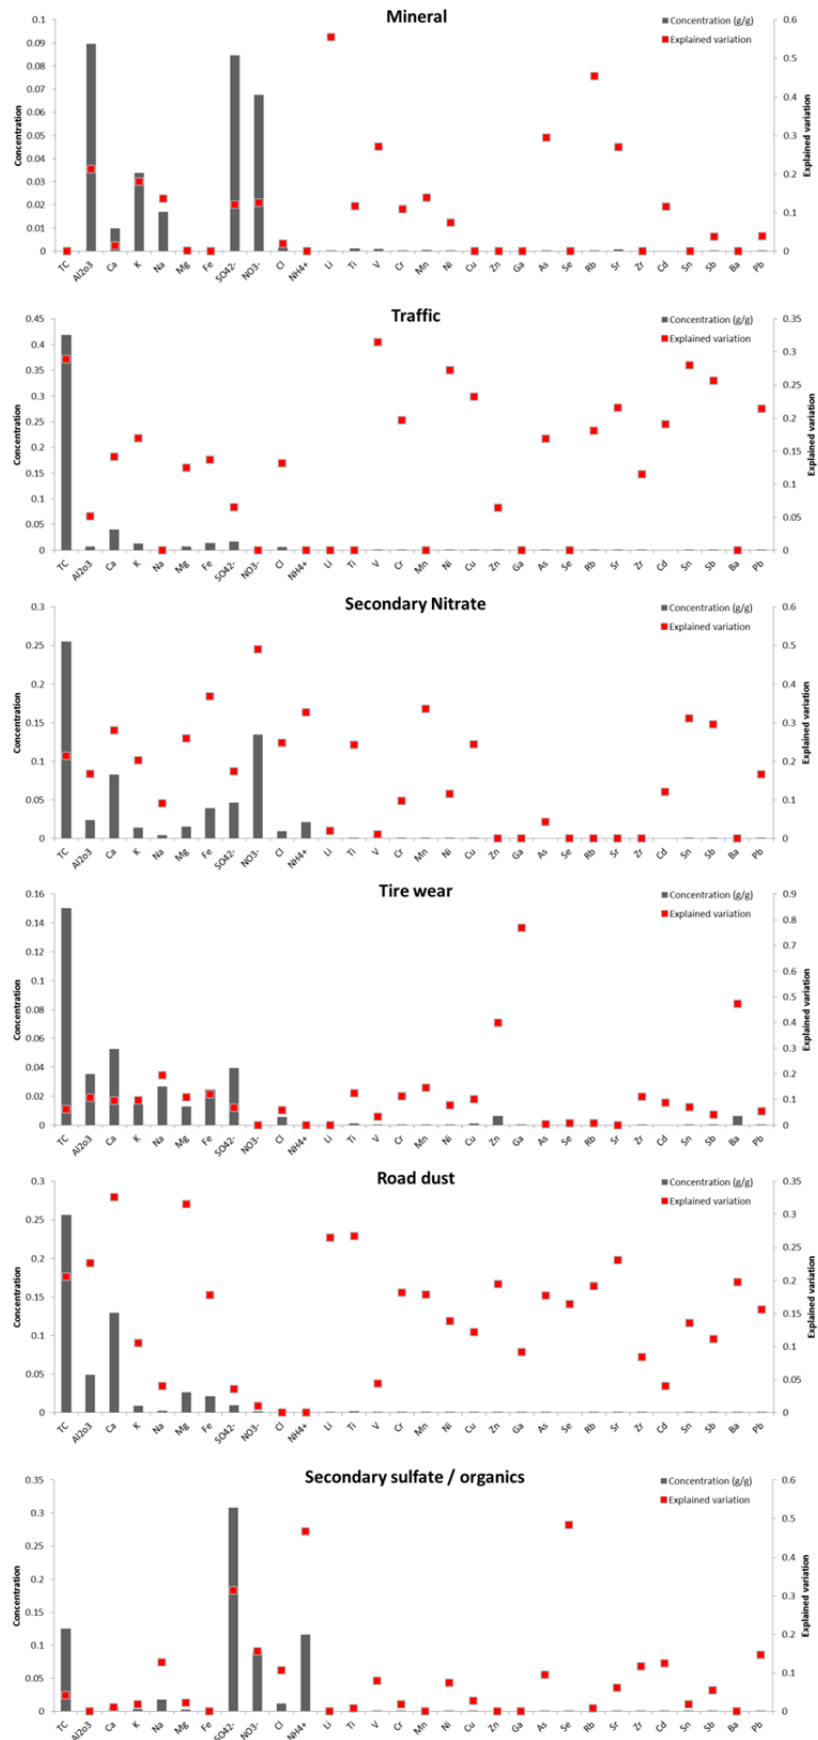 Mineral
Concentration (g/g)
Explained variation
Concentration
Explained variation
0.1
0.09
0.08
0.07
0.06
0.05
0.04
0.03
0.02
0.01
0
0.6
0.5
0.4
0.3
0.2
0.1
0
TC Al2o3 Ca K Na Mg Fe SO42- NO3- Cl NH4+ Li Ti V Cr Mn Ni Cu Zn Ga As Se Rb Sr Zr Cd Sn Sb Ba Pb
Traffic
Concentration (g/g)
Explained variation
Concentration
Explained variation
0.45
0.4
0.35
0.3
0.25
0.2
0.15
0.1
0.05
0
0.35
0.3
0.25
0.2
0.15
0.1
0.05
0
TC Al2o3 Ca K Na Mg Fe SO42- NO3- Cl NH4+ Li Ti V Cr Mn Ni Cu Zn Ga As Se Rb Sr Zr Cd Sn Sb Ba Pb
Secondary Nitrate
Concentration (g/g)
Explained variation
Concentration
Explained variation
0.3
0.25
0.2
0.15
0.1
0.05
0
0.6
0.5
0.4
0.3
0.2
0.1
0
TC Al2o3 Ca K Na Mg Fe SO42- NO3- Cl NH4+ Li Ti V Cr Mn Ni Cu Zn Ga As Se Rb Sr Zr Cd Sn Sb Ba Pb
Tire wear
Concentration (g/g)
Explained variation
Concentration
Explained variation
0.16
0.14
0.12
0.1
0.08
0.06
0.04
0.02
0
0.9
0.8
0.7
0.6
0.5
0.4
0.3
0.2
0.1
0
TC Al2o3 Ca K Na Mg Fe SO42- NO3- Cl NH4+ Li Ti V Cr Mn Ni Cu Zn Ga As Se Rb Sr Zr Cd Sn Sb Ba Pb
Road dust
Concentration (g/g)
Explained variation
Concentration
Explained variation
0.3
0.25
0.2
0.15
0.1
0.05
0
0.35
0.3
0.25
0.2
0.15
0.1
0.05
0
TC Al2o3 Ca K Na Mg Fe SO42- NO3- Cl NH4+ Li Ti V Cr Mn Ni Cu Zn Ga As Se Rb Sr Zr Cd Sn Sb Ba Pb
Secondary sulfate / organics
Concentration (g/g)
Explained variation
Concentration
Explained variation
0.35
0.3
0.25
0.2
0.15
0.1
0.05
0
0.6
0.5
0.4
0.3
0.2
0.1
0
TC Al2o3 Ca K Na Mg Fe SO42- NO3- Cl NH4+ Li Ti V Cr Mn Ni Cu Zn Ga As Se Rb Sr Zr Cd Sn Sb Ba Pb